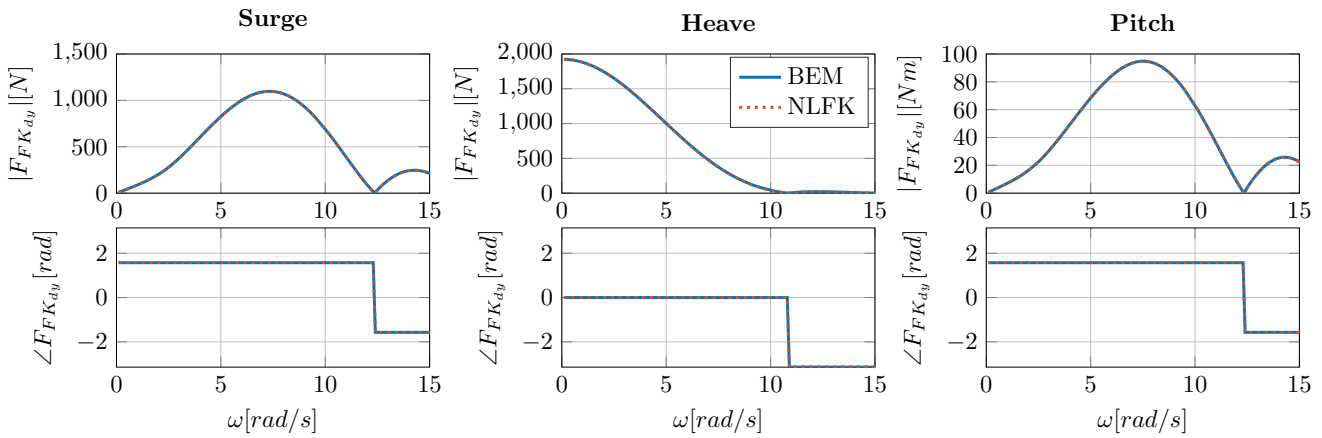 Surge
Heave
Pitch
|F_{FK_{dy}}|[N]
1,500
1,000
500
0
0 5 10 15
|F_{FK_{dy}}|[N]
2,000
1,500
1,000
500
0
0 5 10 15
BEM
NLFK
|F_{FK_{dy}}|[Nm]
100
80
60
40
20
0
0 5 10 15
∠F_{FK_{dy}}[rad]
2
0
−2
0 5 10 15
ω[rad/s]
∠F_{FK_{dy}}[rad]
2
0
−2
0 5 10 15
ω[rad/s]
∠F_{FK_{dy}}[rad]
2
0
−2
0 5 10 15
ω[rad/s]